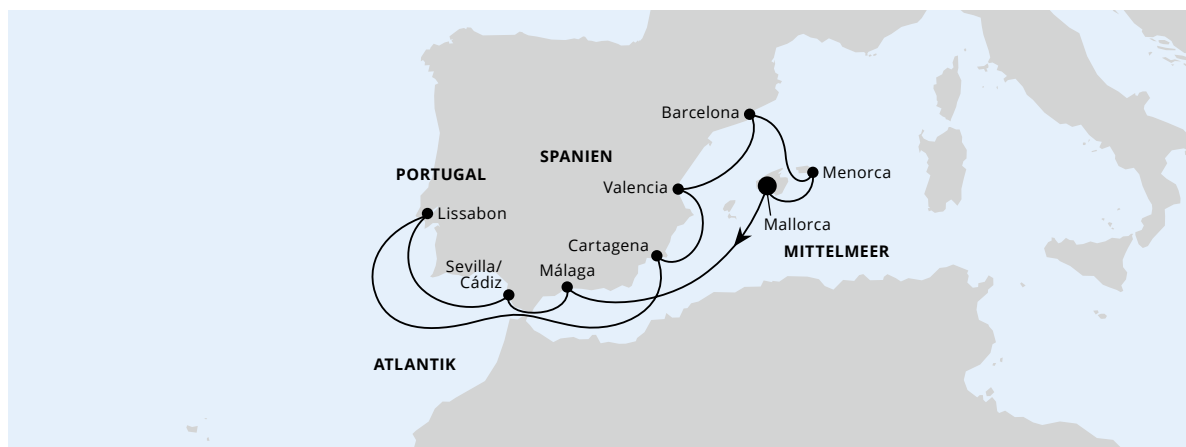 Barcelona
SPANIEN
PORTUGAL
Menorca
Valencia
Lissabon
Mallorca
Cartagena
MITTELMEER
Sevilla/
Cádiz
Málaga
ATLANTIK